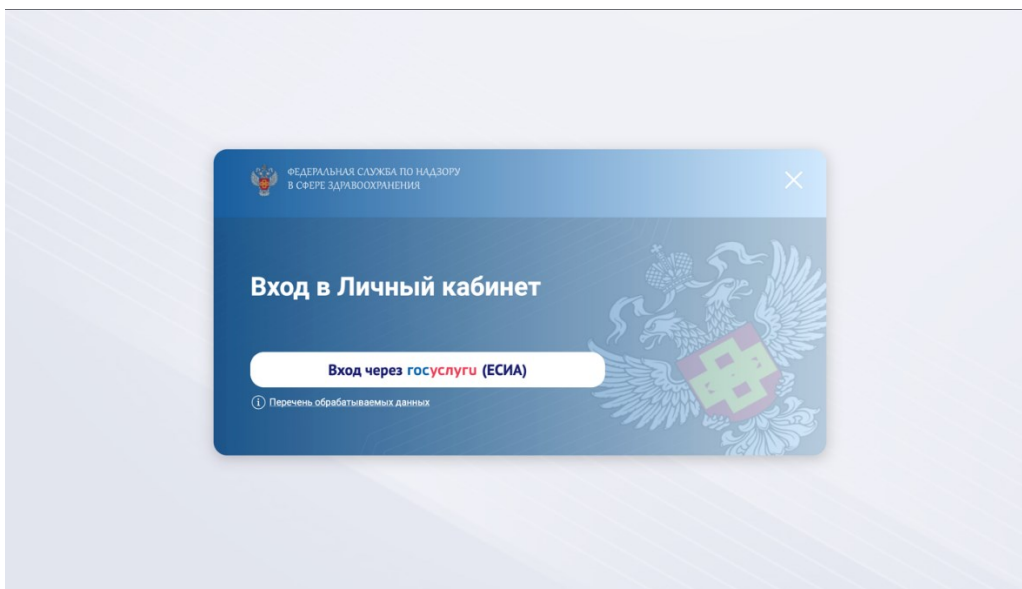 ФЕДЕРАЛЬНАЯ СЛУЖБА ПО НАДЗОРУ
В СФЕРЕ ЗДРАВООХРАНЕНИЯ
Вход в Личный кабинет
Вход через госуслуги (ЕСИА)
Перечень обрабатываемых данных